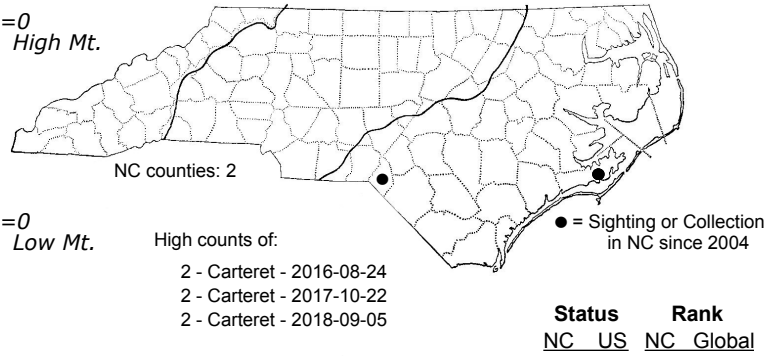 =0
High Mt.
NC counties: 2
=0
Low Mt.
High counts of:
2 - Carteret - 2016-08-24
2 - Carteret - 2017-10-22
2 - Carteret - 2018-09-05
● = Sighting or Collection
in NC since 2004
Status Rank
NC US NC Global